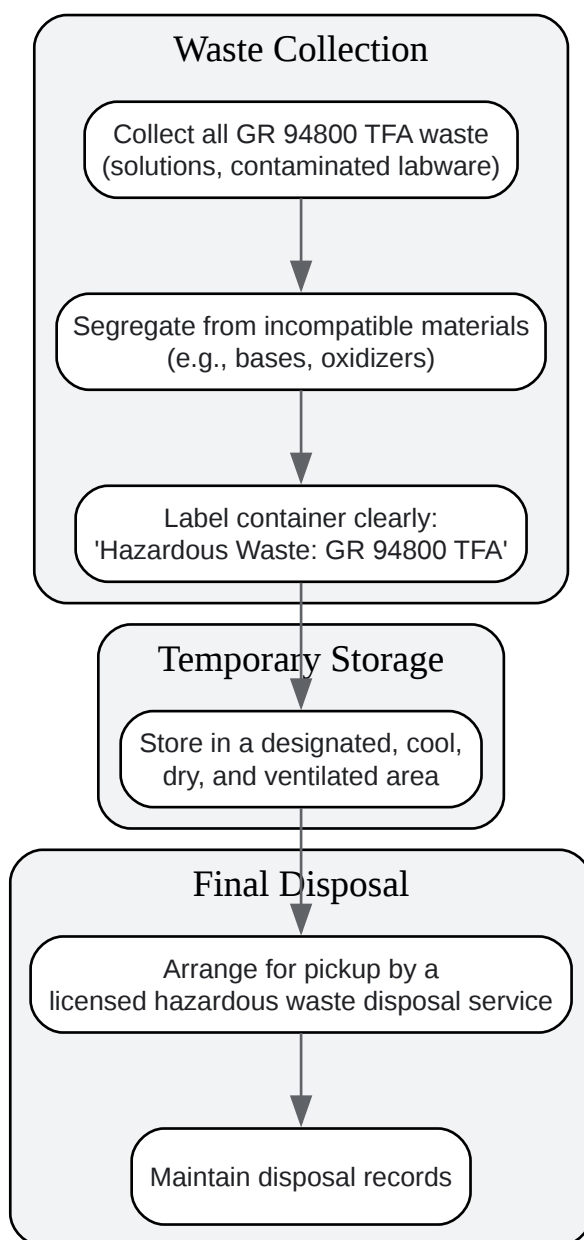 Waste Collection
Collect all GR 94800 TFA waste
(solutions, contaminated labware)
Segregate from incompatible materials
(e.g., bases, oxidizers)
Label container clearly:
'Hazardous Waste: GR 94800 TFA'
Temporary Storage
Store in a designated, cool,
dry, and ventilated area
Final Disposal
Arrange for pickup by a
licensed hazardous waste disposal service
Maintain disposal records